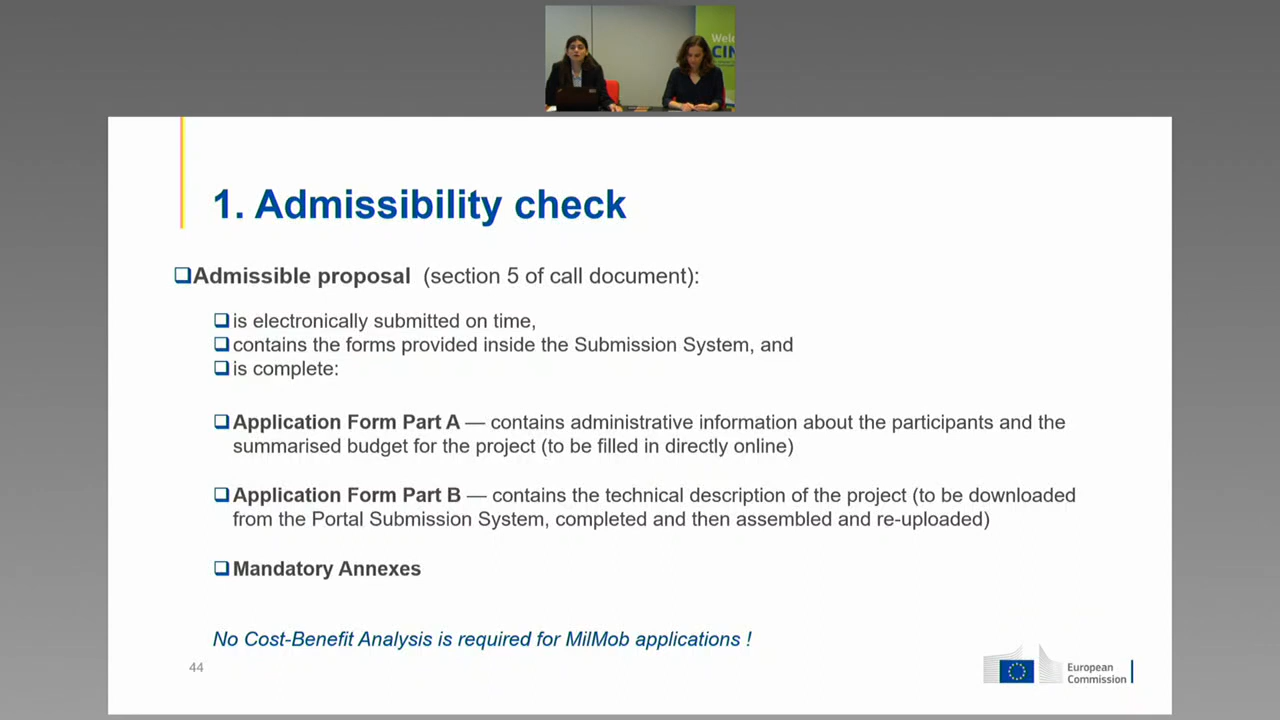 Wel
CIN
1. Admissibility check
❑Admissible proposal (section 5 of call document):
❑is electronically submitted on time,
❑contains the forms provided inside the Submission System, and
❑is complete:
❑Application Form Part A — contains administrative information about the participants and the
summarised budget for the project (to be filled in directly online)
❑Application Form Part B — contains the technical description of the project (to be downloaded
from the Portal Submission System, completed and then assembled and re-uploaded)
❑Mandatory Annexes
No Cost-Benefit Analysis is required for MilMob applications !
44
European
Commission